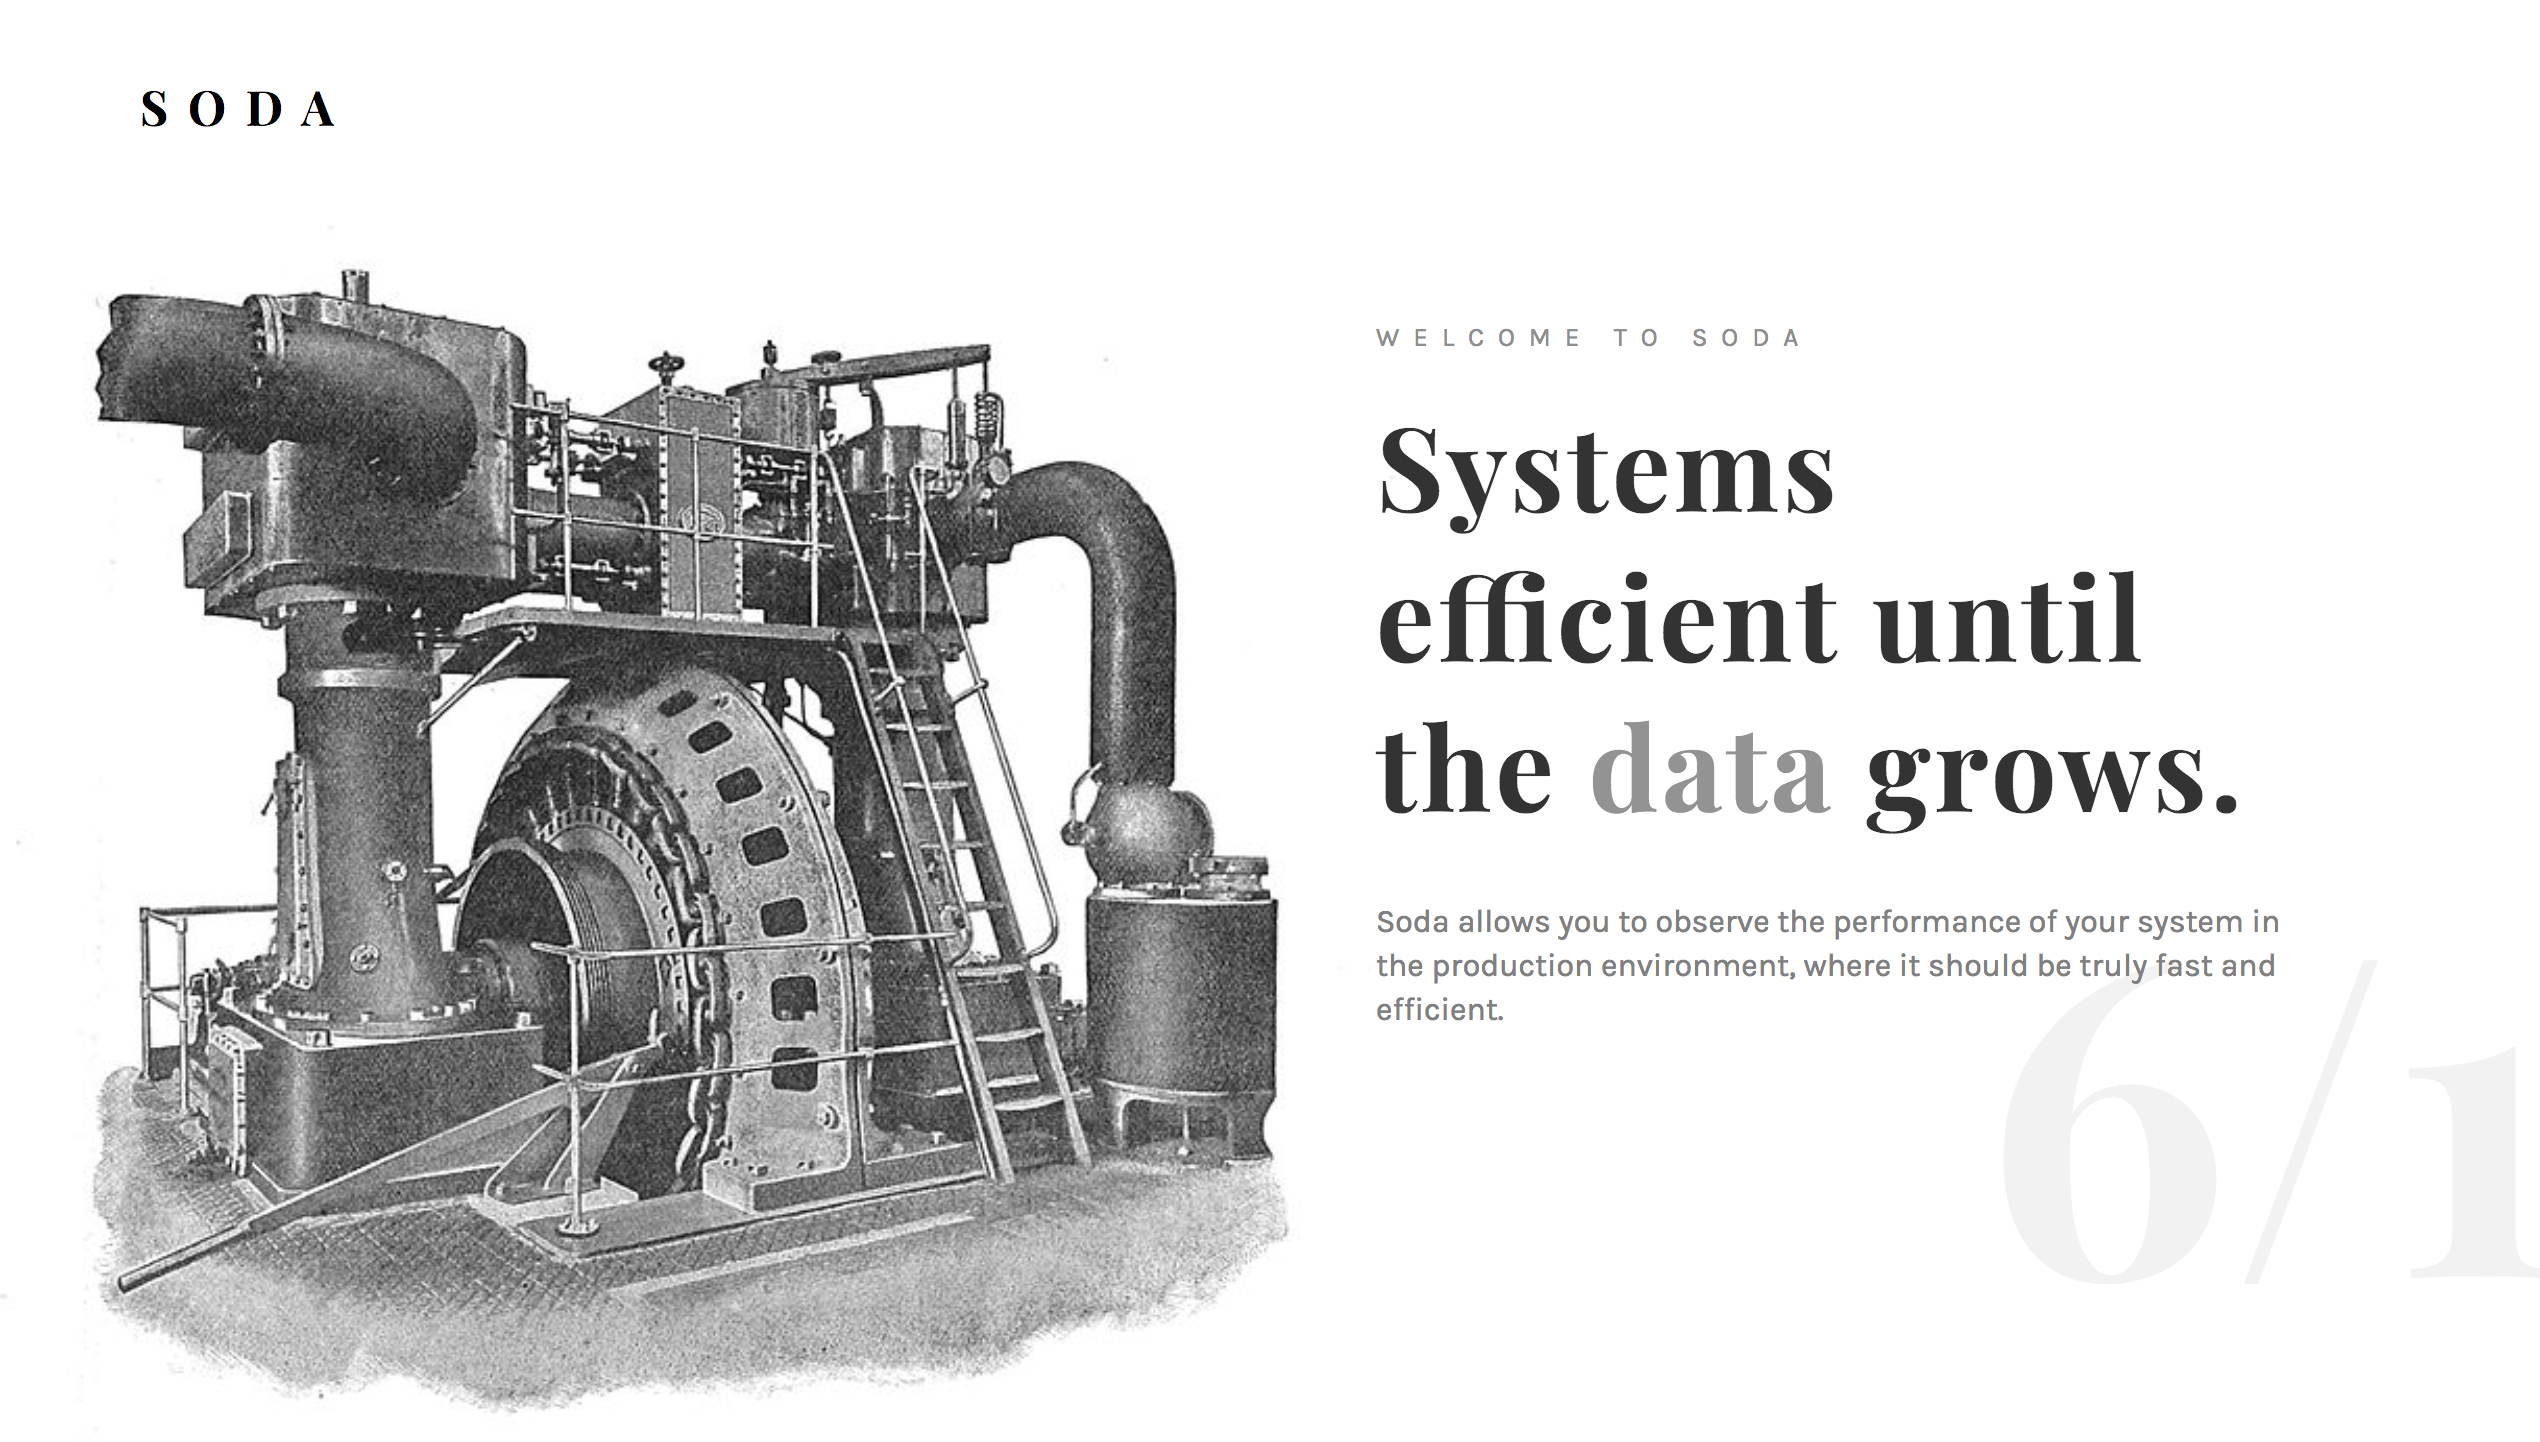 SODA
WELCOME TO SODA
Systems
efficient until
the data grows.
Soda allows you to observe the performance of your system in
the production environment, where it should be truly fast and
efficient.
6/1